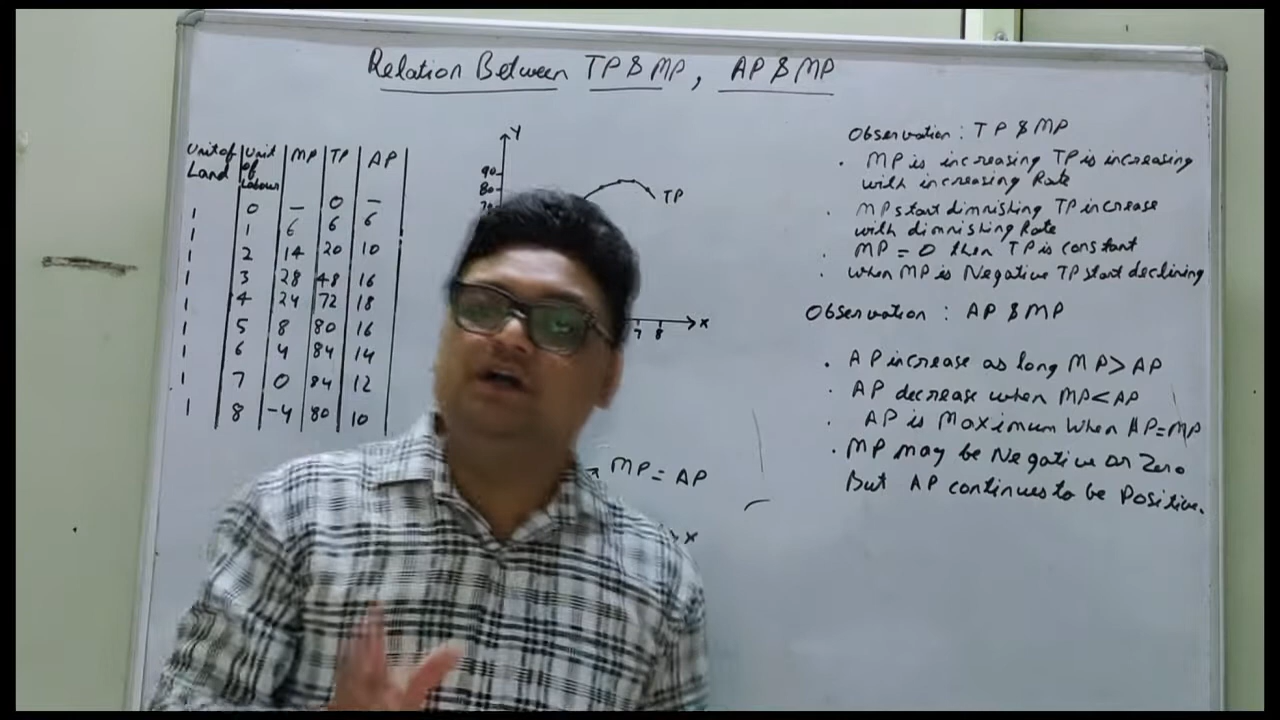 Relation Between TP & MP, AP & MP
Unit of Land | Unit of Labour | MP | TP | AP
1 | 0 | – | 0 | –
1 | 1 | 6 | 6 | 6
1 | 2 | 14 | 20 | 10
1 | 3 | 28 | 48 | 16
1 | 4 | 24 | 72 | 18
1 | 5 | 8 | 80 | 16
1 | 6 | 4 | 84 | 14
1 | 7 | 0 | 84 | 12
1 | 8 | -4 | 80 | 10
Y
90
80
TP
7 8 X
MP = AP
X
Observation : TP & MP
. MP is increasing TP is increasing
with increasing Rate
. MP start dimnishing TP increase
with dimnishing Rate
. MP = 0 then TP is constant
. when MP is Negative TP start declining
Observation : AP & MP
. AP increase as long MP > AP
. AP decrease when MP < AP
. AP is Maximum when AP = MP
. MP may be Negative or Zero
But AP continues to be Positive.